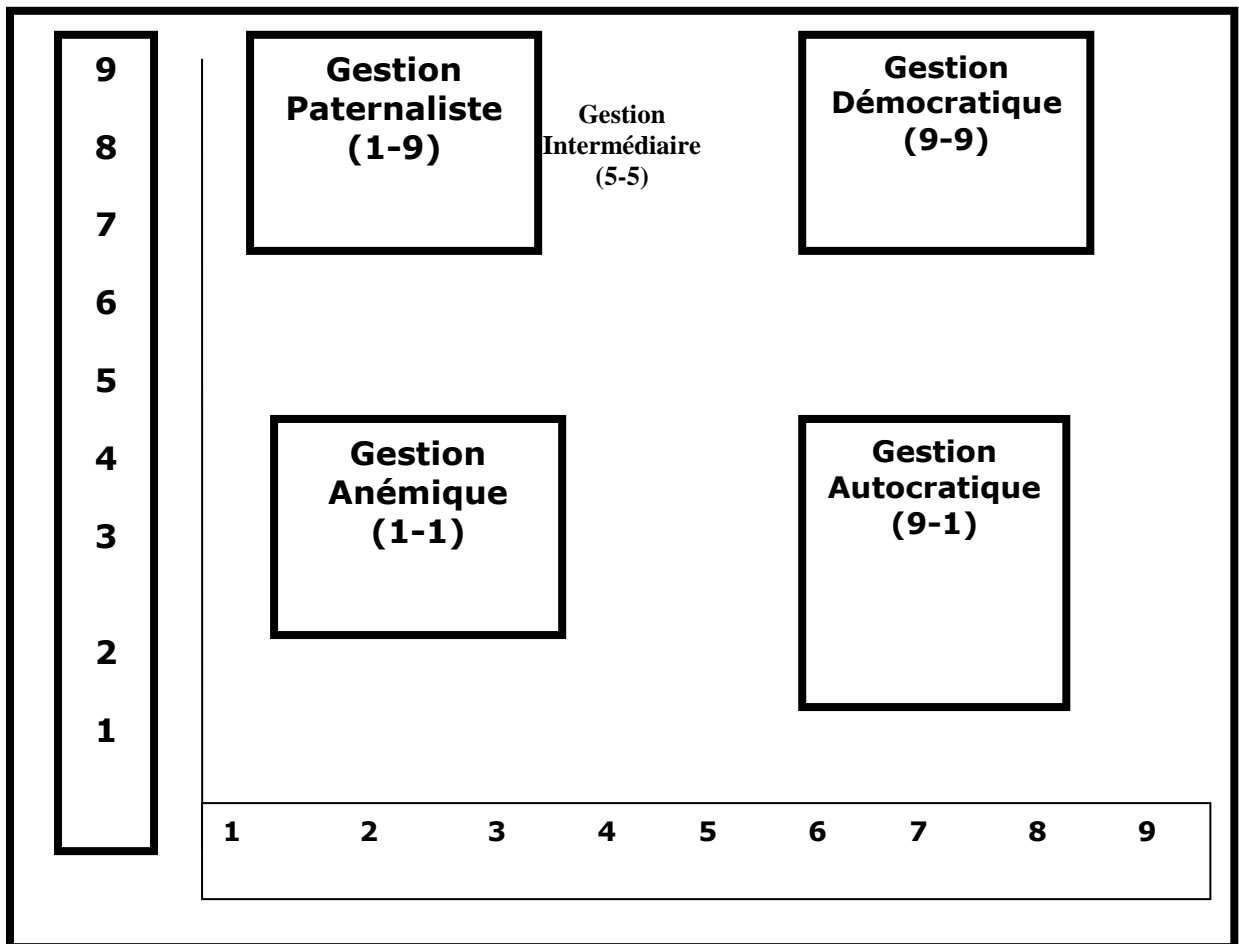 9
8
7
6
5
4
3
2
1
Gestion
Paternaliste
(1-9)
Gestion
Intermédiaire
(5-5)
Gestion
Démocratique
(9-9)
Gestion
Anémique
(1-1)
Gestion
Autocratique
(9-1)
1 2 3 4 5 6 7 8 9